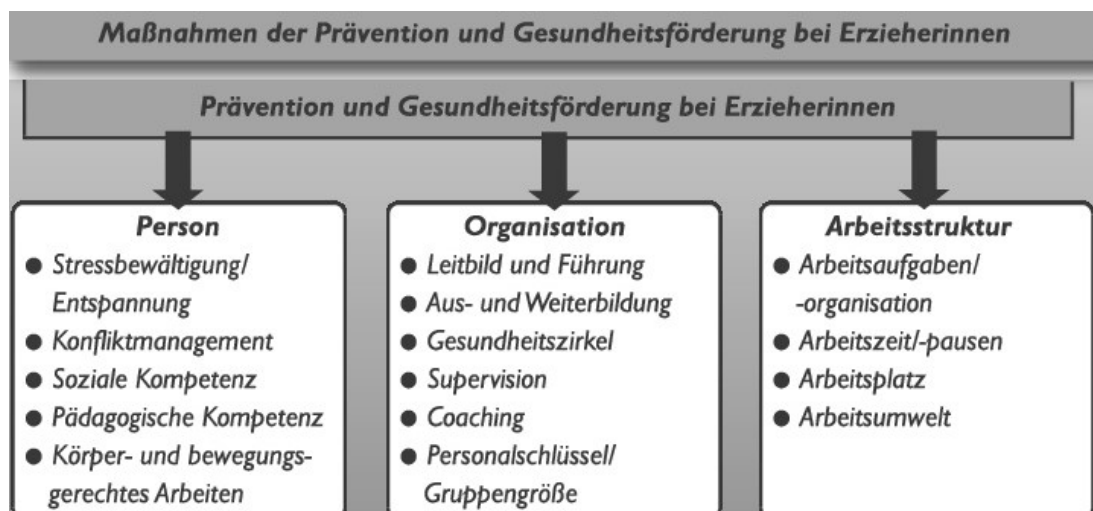 Maßnahmen der Prävention und Gesundheitsförderung bei Erzieherinnen
Prävention und Gesundheitsförderung bei Erzieherinnen
Person
● Stressbewältigung/
Entspannung
● Konfliktmanagement
● Soziale Kompetenz
● Pädagogische Kompetenz
● Körper- und bewegungs-
gerechtes Arbeiten
Organisation
● Leitbild und Führung
● Aus- und Weiterbildung
● Gesundheitszirkel
● Supervision
● Coaching
● Personalschlüssel/
Gruppengröße
Arbeitsstruktur
● Arbeitsaufgaben/
-organisation
● Arbeitszeit/-pausen
● Arbeitsplatz
● Arbeitsumwelt